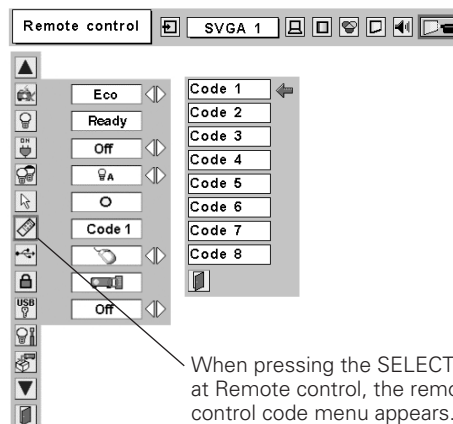 Remote control
SVGA 1
Eco
Ready
ON
Off
A
Code 1
USB
Off
Code 1
Code 2
Code 3
Code 4
Code 5
Code 6
Code 7
Code 8
When pressing the SELECT
at Remote control, the remo
control code menu appears.